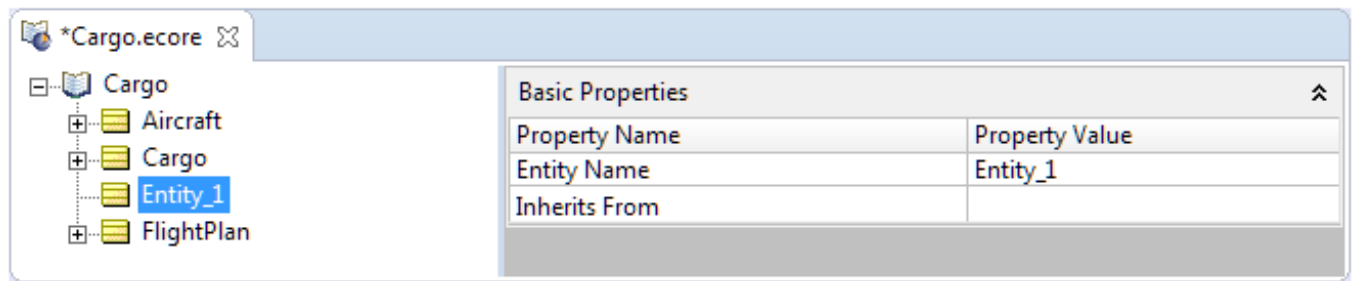 *Cargo.ecore
Cargo
Aircraft
Cargo
Entity_1
FlightPlan
Basic Properties
Property Name Property Value
Entity Name Entity_1
Inherits From